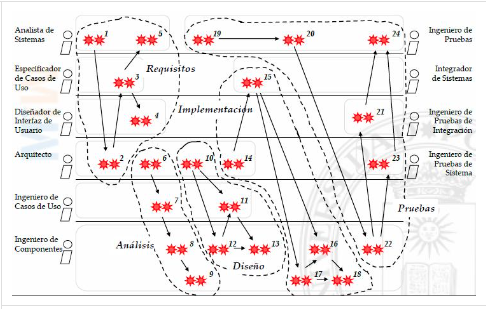 Analista de
Sistemas
1
5
19
20
24
Ingeniero de
Pruebas
Especificador
de Casos de
Uso
3
Requisitos
15
Integrador
de Sistemas
Diseñador de
Interfaz de
Usuario
4
Implementación
21
Ingeniero de
Pruebas de
Integración
Arquitecto
2
6
10
14
23
Ingeniero de
Pruebas de
Sistema
Ingeniero de
Casos de Uso
7
11
Pruebas
Ingeniero de
Componentes
Análisis
8
12
13
16
22
Diseño
9
17
18